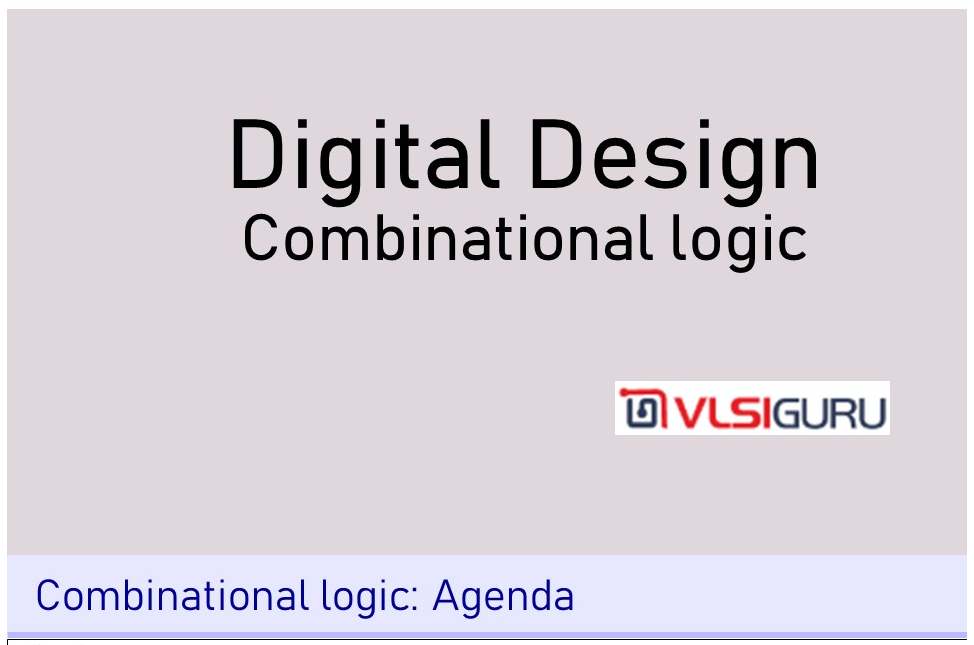 Digital Design
Combinational logic
VLSIGURU
Combinational logic: Agenda